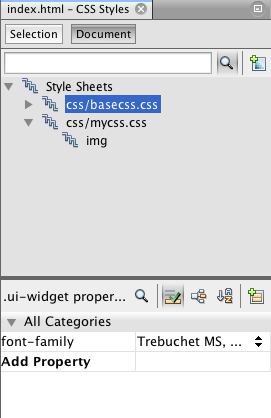 index.html – CSS Styles
Selection Document
Style Sheets
css/basecss.css
css/mycss.css
img
.ui-widget proper...
All Categories
font-family Trebuchet MS, ...
Add Property